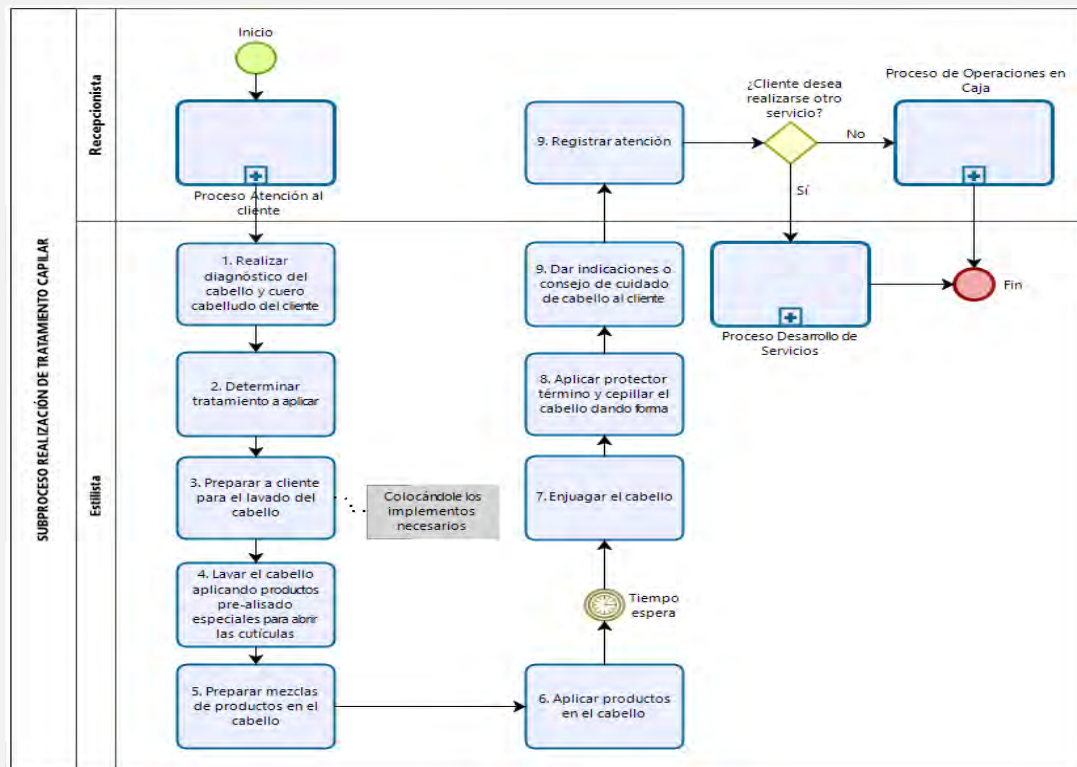 SUBPROCESO REALIZACIÓN DE TRATAMIENTO CAPILAR
Recepcionista
Inicio
Proceso Atención al
cliente
9. Registrar atención
¿Cliente desea
realizarse otro
servicio?
No
Sí
Proceso de Operaciones en
Caja
Estilista
1. Realizar
diagnóstico del
cabello y cuero
cabelludo del cliente
2. Determinar
tratamiento a aplicar
3. Preparar a cliente
para el lavado del
cabello
Colocándole los
implementos
necesarios
4. Lavar el cabello
aplicando productos
pre-alisado
especiales para abrir
las cutículas
5. Preparar mezclas
de productos en el
cabello
6. Aplicar productos
en el cabello
Tiempo
espera
7. Enjuagar el cabello
8. Aplicar protector
término y cepillar el
cabello dando forma
9. Dar indicaciones o
consejo de cuidado
de cabello al cliente
Proceso Desarrollo de
Servicios
Fin